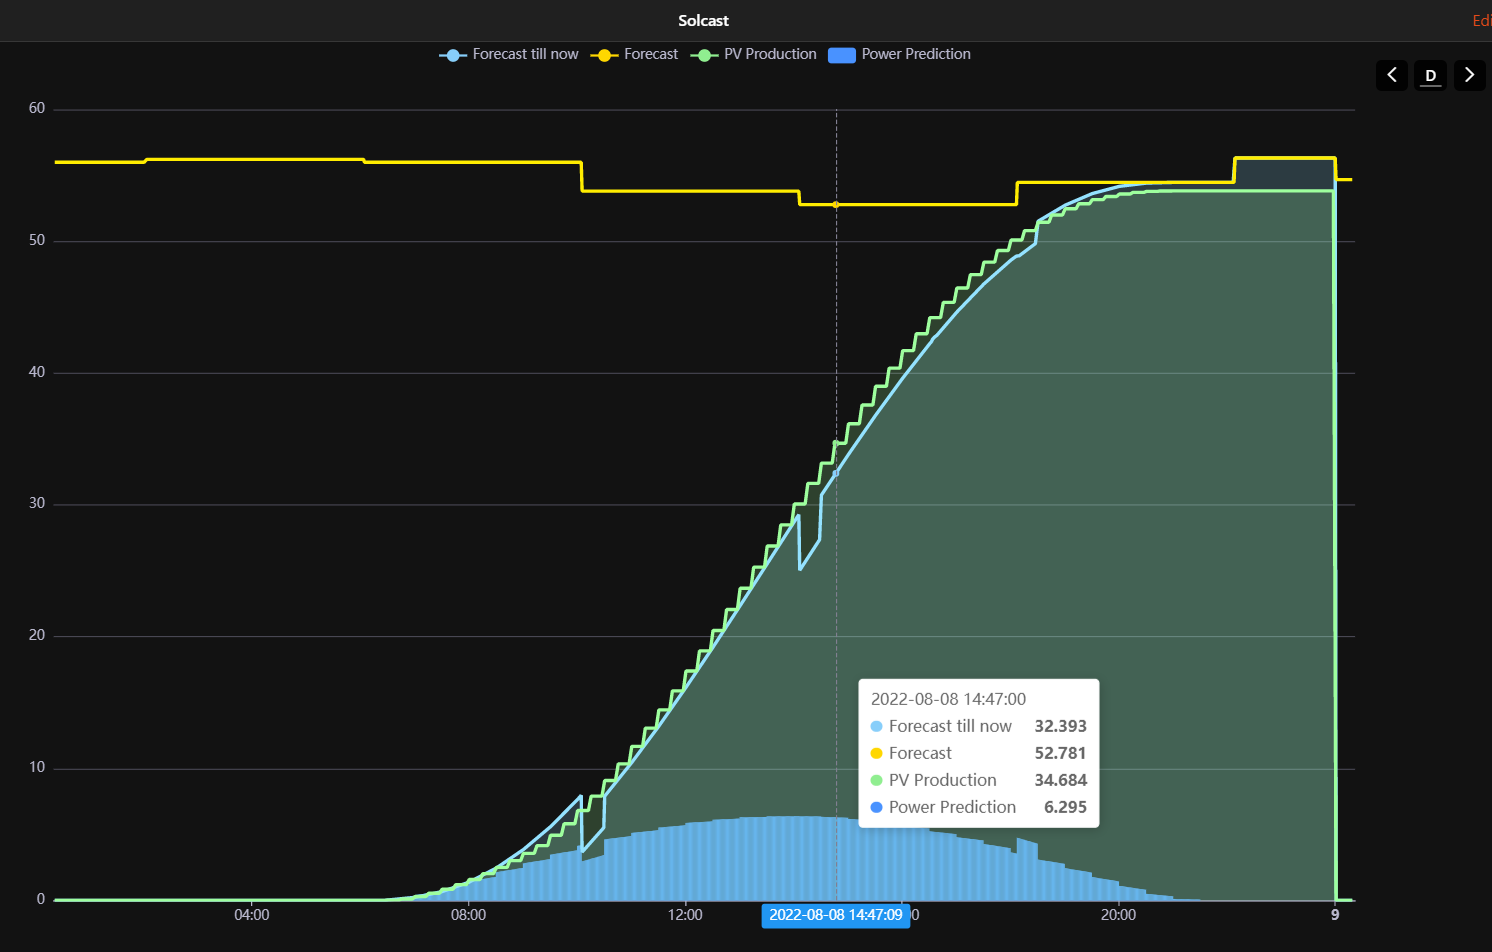 Solcast
Edi
Forecast till now Forecast PV Production Power Prediction
D
60
50
40
30
20
10
0
2022-08-08 14:47:00
Forecast till now 32.393
Forecast 52.781
PV Production 34.684
Power Prediction 6.295
04:00 08:00 12:00 2022-08-08 14:47:09 0 20:00 9